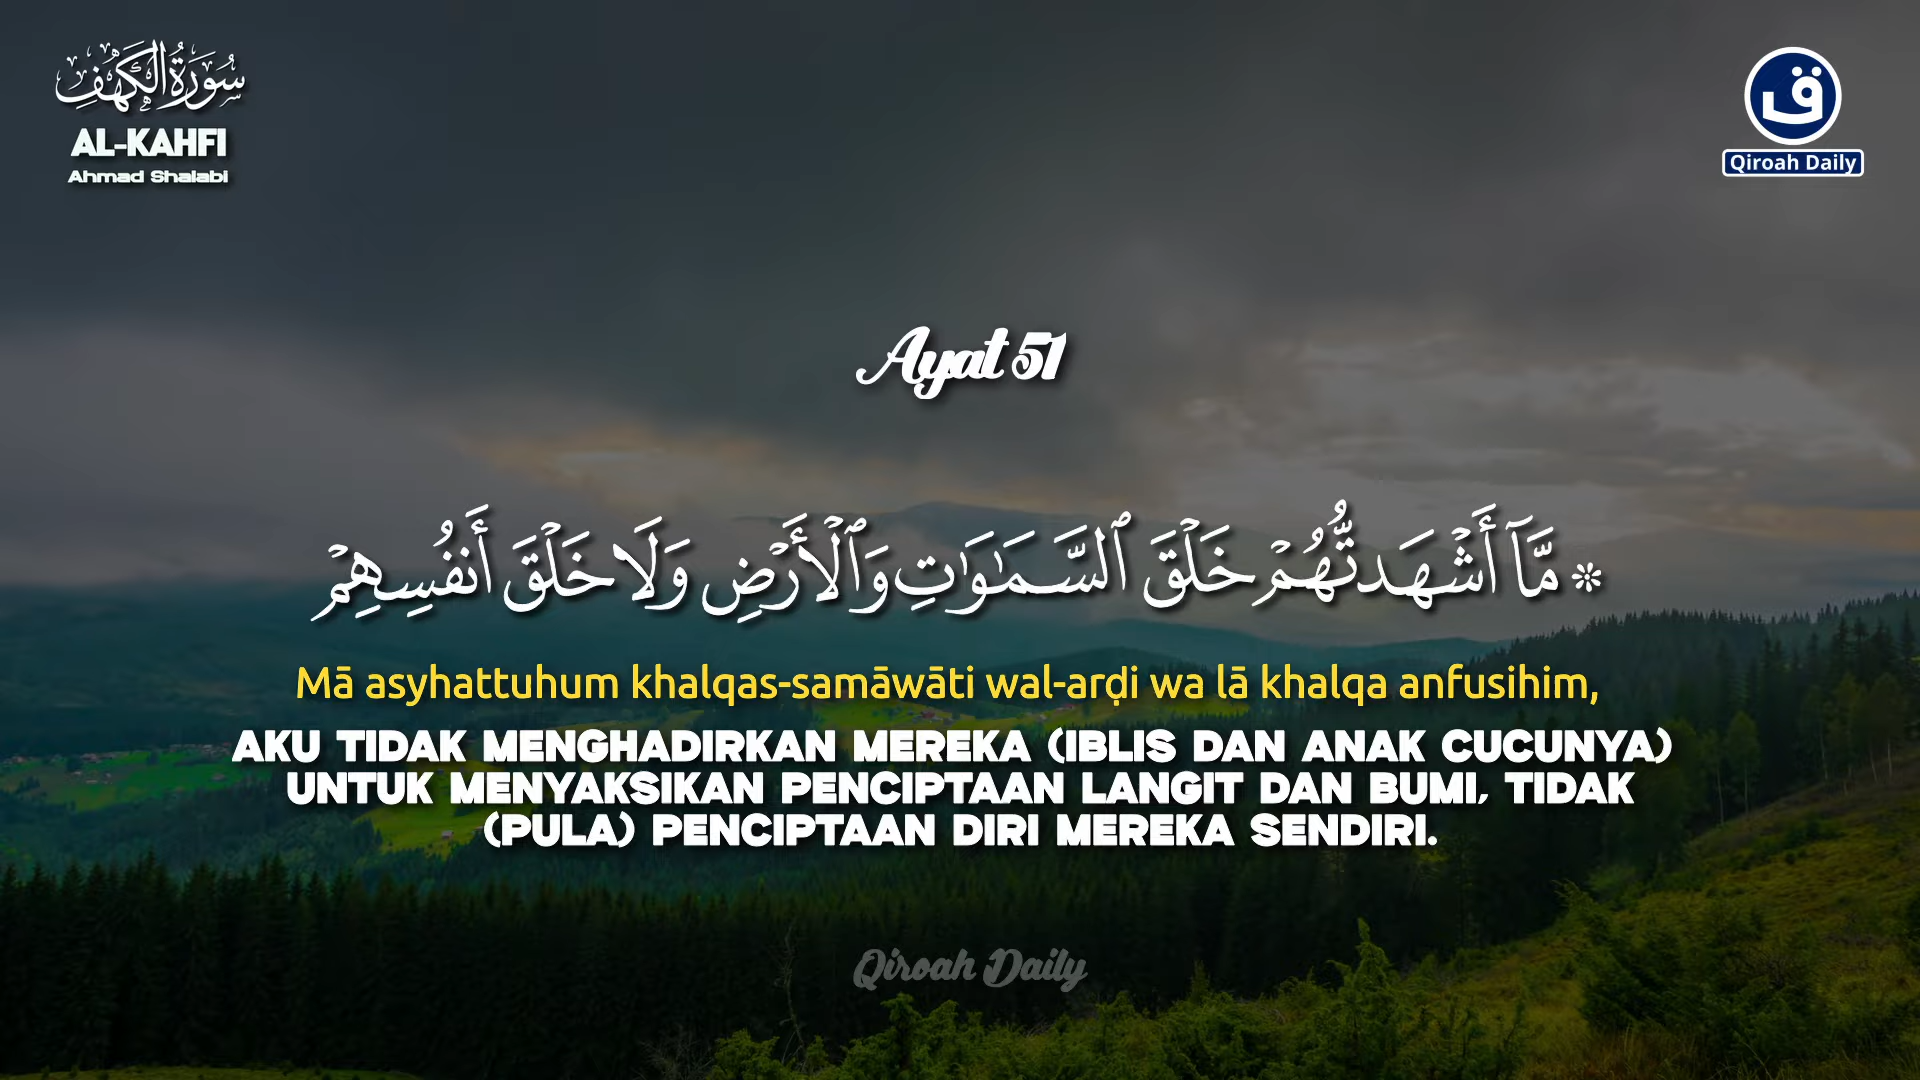 سُورَةُ الْكَهْفِ
AL-KAHFI
Ahmad Shalabi
ق
Qiroah Daily
Ayat 51
۞ مَّآ أَشْهَدتُّهُمْ خَلْقَ ٱلسَّمَـٰوَٰتِ وَٱلْأَرْضِ وَلَا خَلْقَ أَنفُسِهِمْ
Mā asyhattuhum khalqas-samāwāti wal-arḍi wa lā khalqa anfusihim,
AKU TIDAK MENGHADIRKAN MEREKA (IBLIS DAN ANAK CUCUNYA)
UNTUK MENYAKSIKAN PENCIPTAAN LANGIT DAN BUMI, TIDAK
(PULA) PENCIPTAAN DIRI MEREKA SENDIRI.
Qiroah Daily